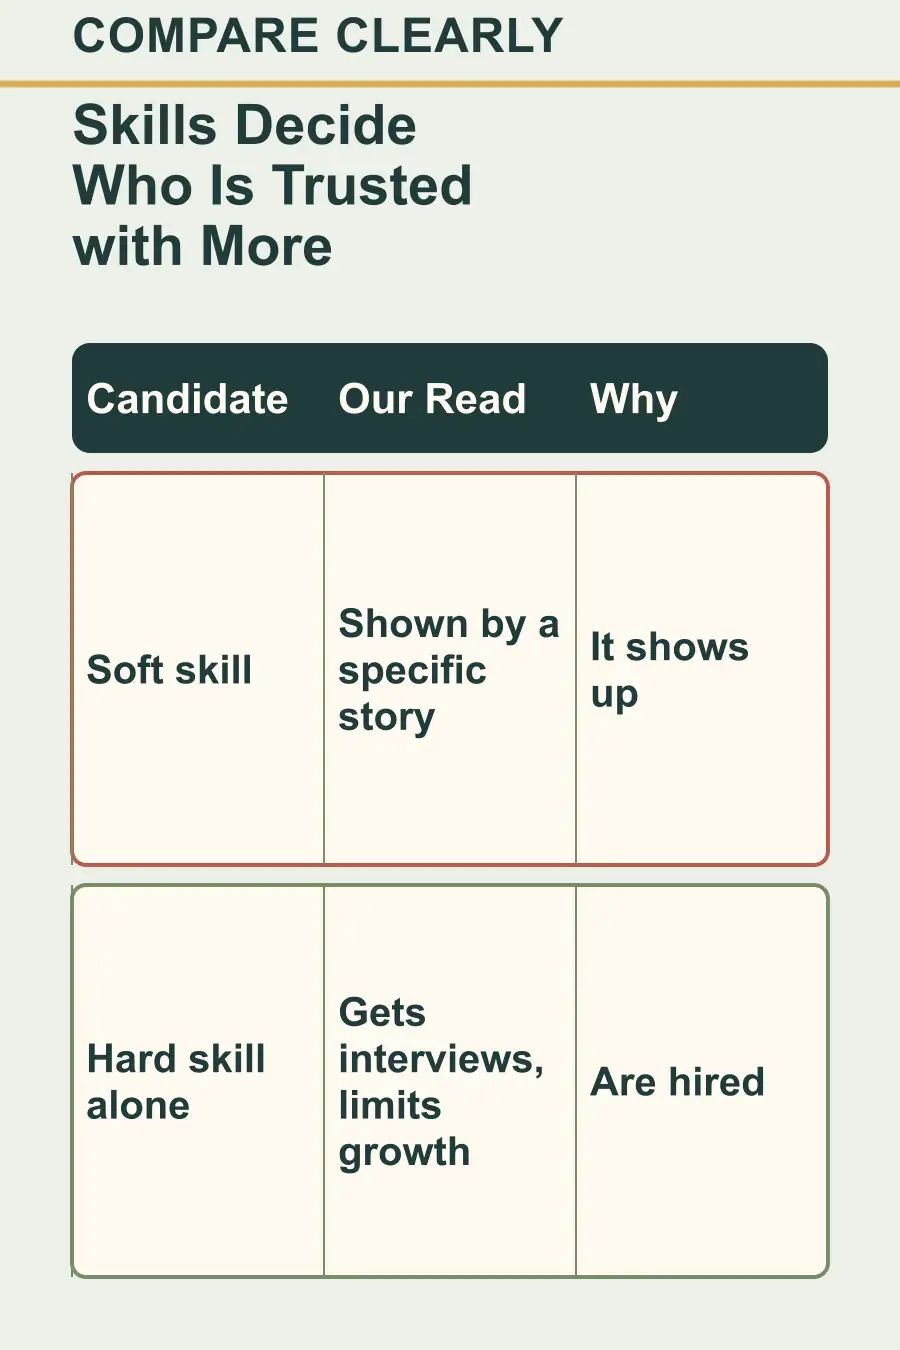 COMPARE CLEARLY
Skills Decide
Who Is Trusted
with More
Candidate Our Read Why
Soft skill
Shown by a
specific
story
It shows
up
Hard skill
alone
Gets
interviews,
limits
growth
Are hired